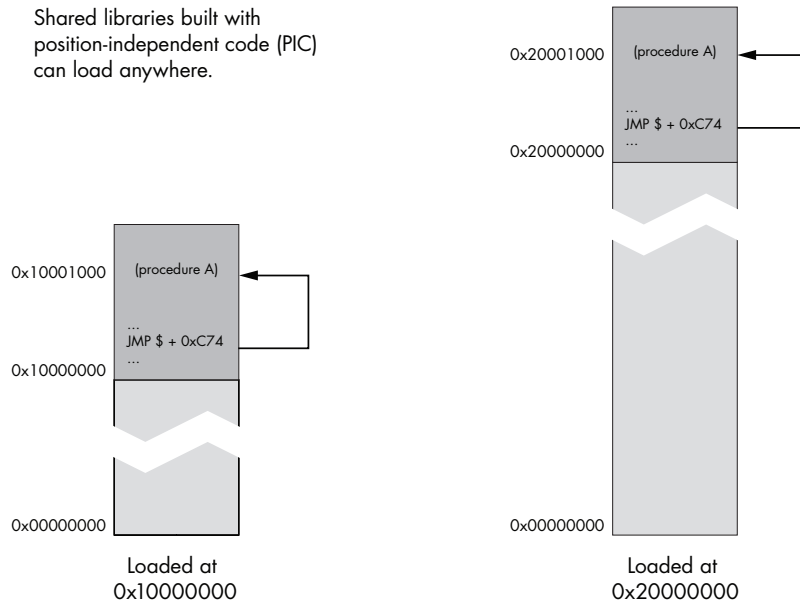 Shared libraries built with
position-independent code (PIC)
can load anywhere.
0x10001000
(procedure A)
...
JMP $ + 0xC74
...
0x10000000
0x00000000
Loaded at
0x10000000
0x20001000
(procedure A)
...
JMP $ + 0xC74
...
0x20000000
0x00000000
Loaded at
0x20000000